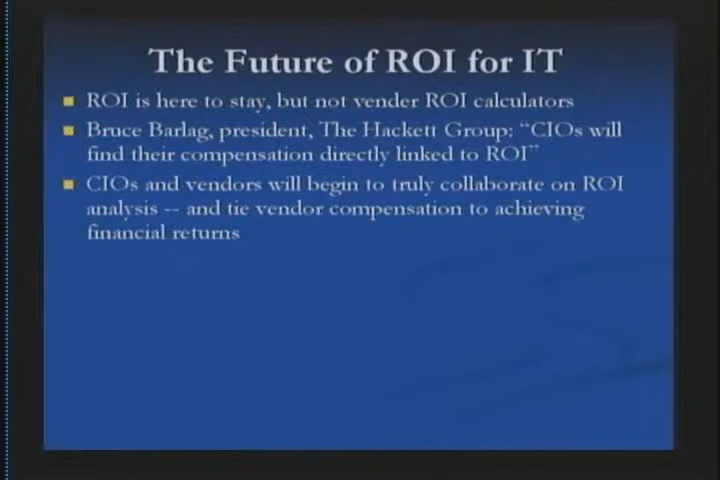 The Future of ROI for IT
ROI is here to stay, but not vender ROI calculators
Bruce Barlag, president, The Hackett Group: “CIOs will
find their compensation directly linked to ROI”
CIOs and vendors will begin to truly collaborate on ROI
analysis -- and tie vendor compensation to achieving
financial returns